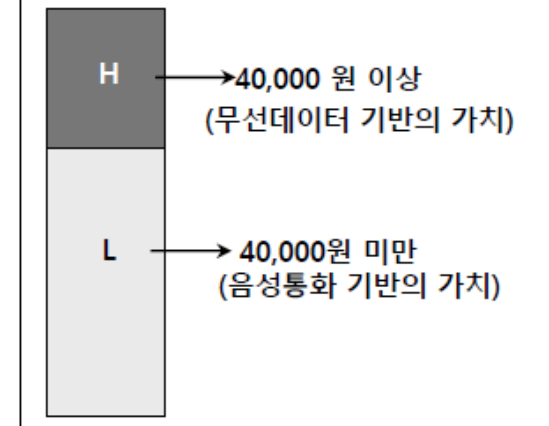 H
40,000 원 이상
(무선데이터 기반의 가치)
L
40,000원 미만
(음성통화 기반의 가치)